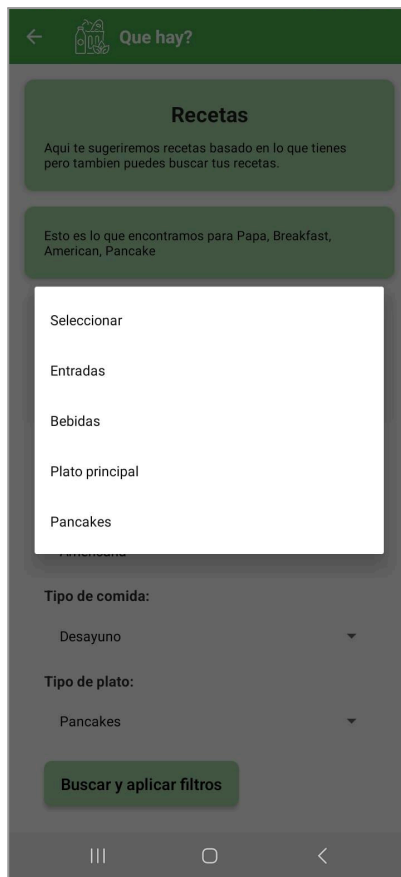 Que hay?
Recetas
Aqui te sugeriremos recetas basado en lo que tienes
pero tambien puedes buscar tus recetas.
Esto es lo que encontramos para Papa, Breakfast,
American, Pancake
Seleccionar
Entradas
Bebidas
Plato principal
Pancakes
Americana
Tipo de comida:
Desayuno
Tipo de plato:
Pancakes
Buscar y aplicar filtros